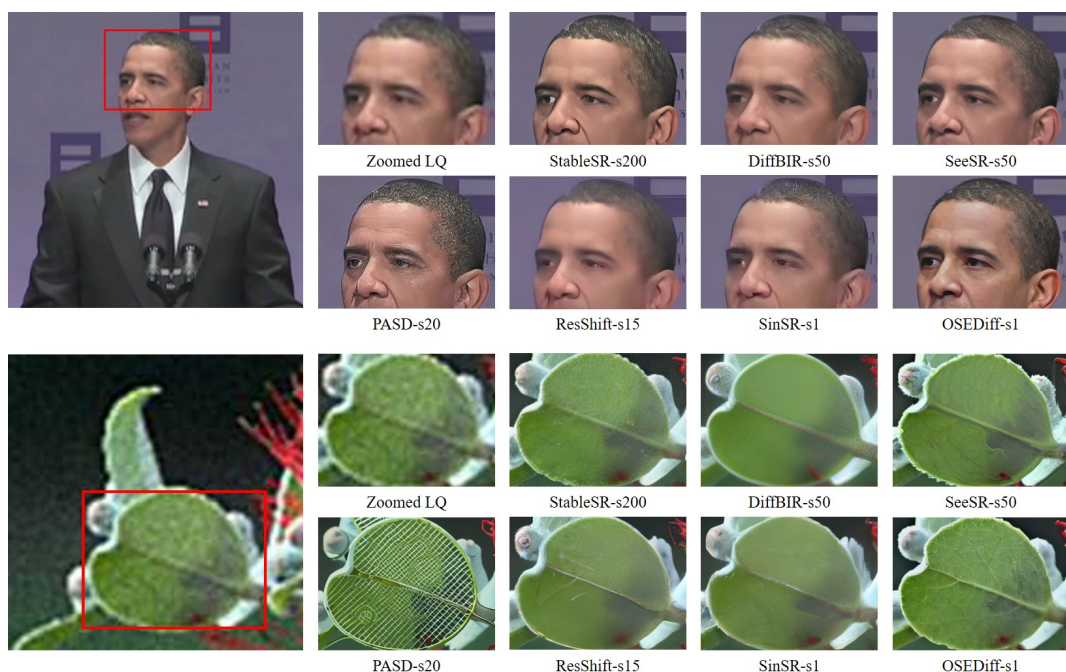 MAN
Zoomed LQ
StableSR-s200
DiffBIR-s50
SeeSR-s50
PASD-s20
ResShift-s15
SinSR-s1
OSEDiff-s1
Zoomed LQ
StableSR-s200
DiffBIR-s50
SeeSR-s50
PASD-s20
ResShift-s15
SinSR-s1
OSEDiff-s1